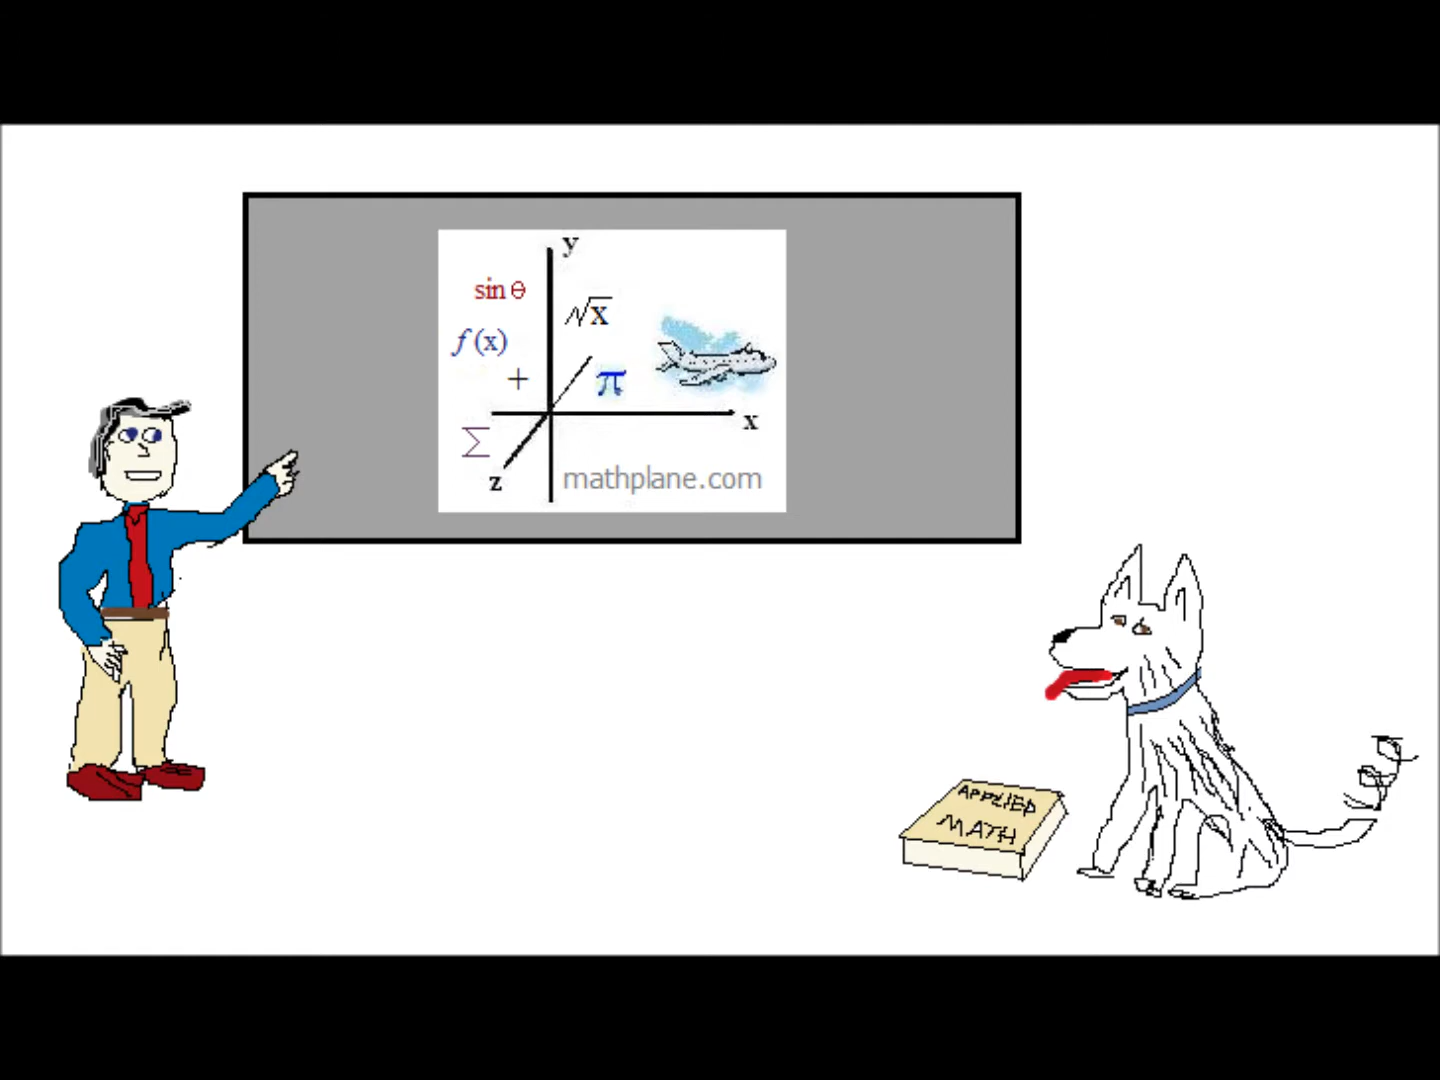 y
sin θ
√x
f(x)
+
π
x
Σ
z
mathplane.com
APPLIED
MATH